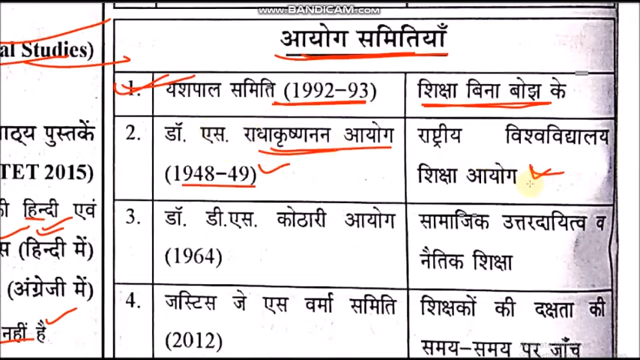 WWW.BANDICAM.COM
आयोग समितियाँ
al Studies)
1. यशपाल समिति (1992–93) शिक्षा बिना बोझ के
ाठ्य पुस्तकें
2. डॉ एस. राधाकृष्णनन आयोग राष्ट्रीय विश्वविद्यालय
TET 2015)
(1948-49) शिक्षा आयोग
की हिन्दी एवं
3. डॉ डी.एस. कोठारी आयोग सामाजिक उत्तरदायित्व व
स (हिन्दी में)
(1964) नैतिक शिक्षा
(अंग्रेजी में)
4. जस्टिस जे एस वर्मा समिति शिक्षकों की दक्षता की
नहीं है
(2012) समय-समय पर जाँच